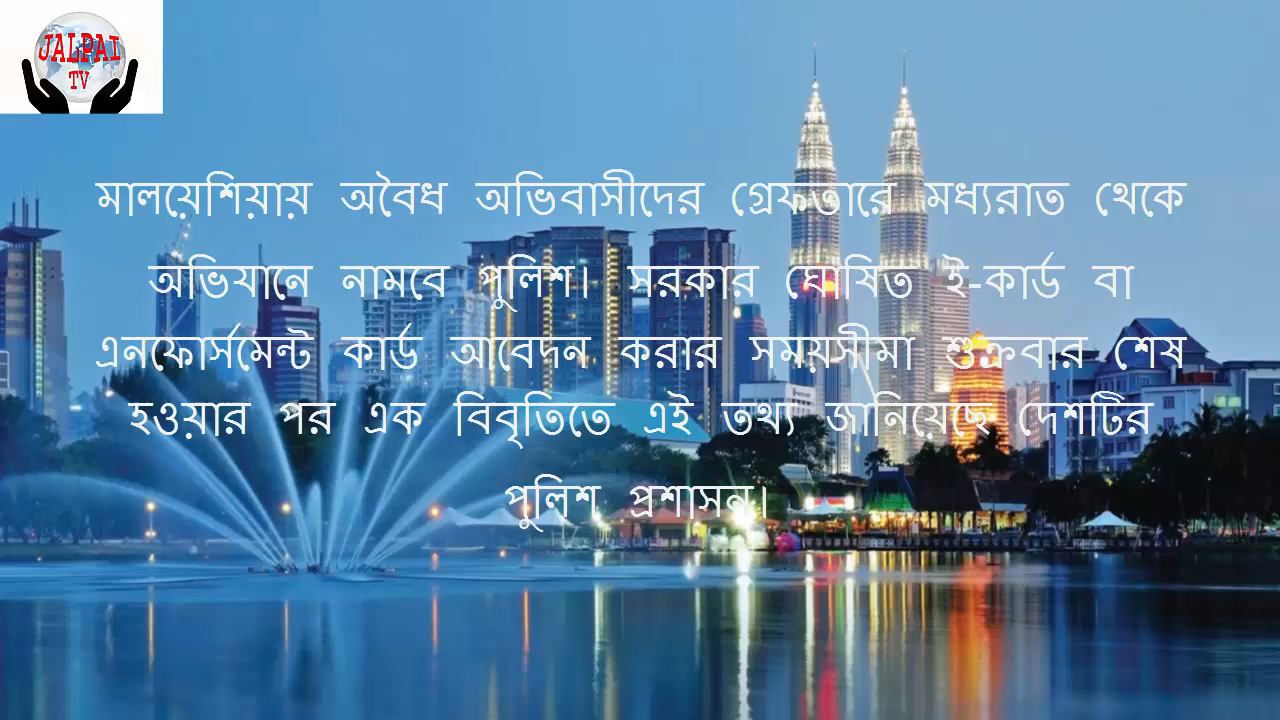 JALPAI
TV
মালয়েশিয়ায় অবৈধ অভিবাসীদের গ্রেফতারে মধ্যরাত থেকে
অভিযানে নামবে পুলিশ। সরকার ঘোষিত ই-কার্ড বা
এনফোর্সমেন্ট কার্ড আবেদন করার সময়সীমা শুক্রবার শেষ
হওয়ার পর এক বিবৃতিতে এই তথ্য জানিয়েছে দেশটির
পুলিশ প্রশাসন।